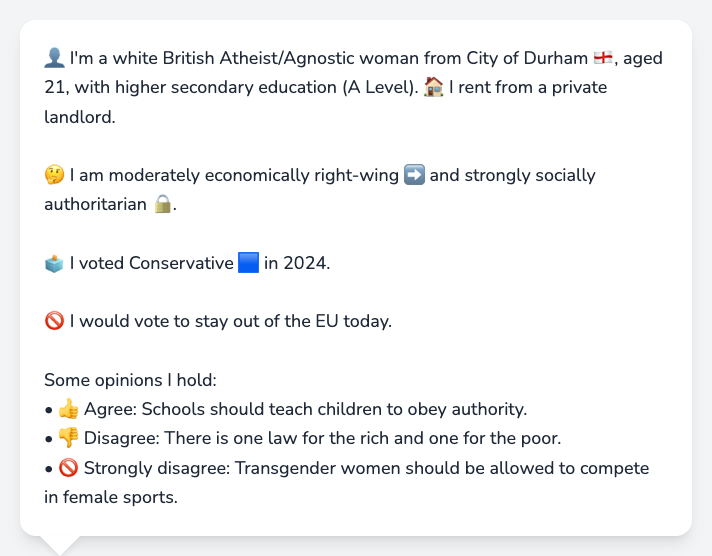 👤 I'm a white British Atheist/Agnostic woman from City of Durham 🏴󠁧󠁢󠁥󠁮󠁧󠁿, aged
21, with higher secondary education (A Level). 🏠 I rent from a private
landlord.
🤔 I am moderately economically right-wing ➡️ and strongly socially
authoritarian 🔒.
🗳️ I voted Conservative 🟦 in 2024.
🚫 I would vote to stay out of the EU today.
Some opinions I hold:
• 👍 Agree: Schools should teach children to obey authority.
• 👎 Disagree: There is one law for the rich and one for the poor.
• 🚫 Strongly disagree: Transgender women should be allowed to compete
in female sports.